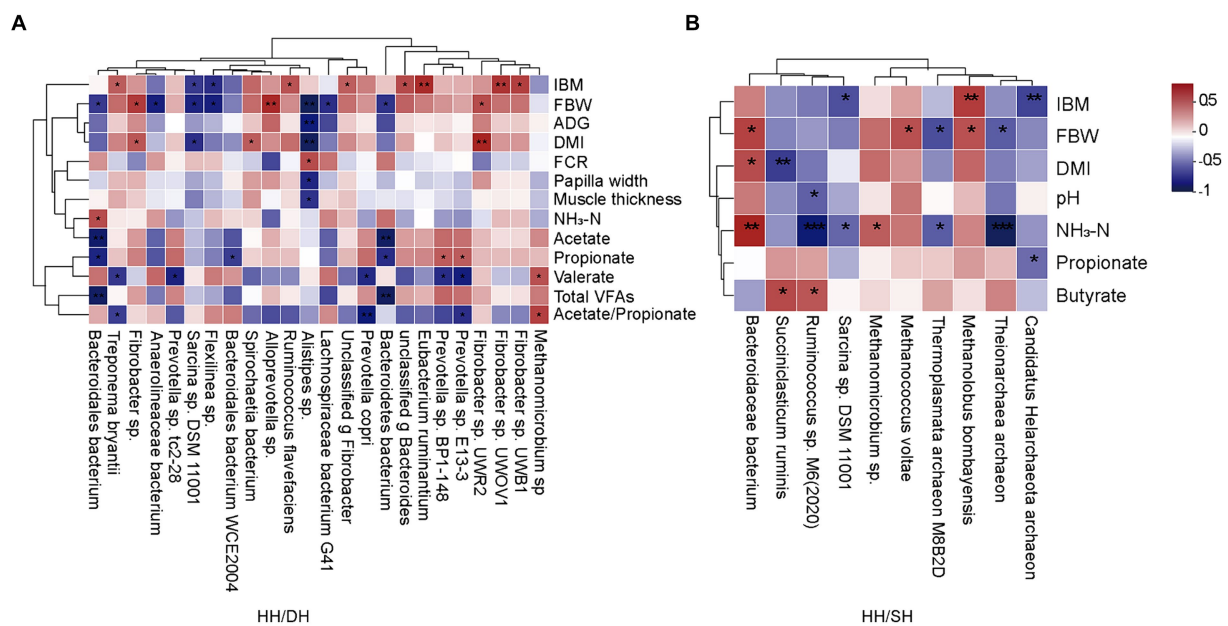 A
B
IBM
FBW
ADG
DMI
FCR
Papilla width
Muscle thickness
NH₃-N
Acetate
Propionate
Valerate
Total VFAs
Acetate/Propionate
Bacteroidales bacterium
Treponema bryantii
Fibrobacter sp.
Anaerolineaceae bacterium
Prevotella sp. tc2-28
Sarcina sp. DSM 11001
Flexilinea sp.
Bacteroidales bacterium WCE2004
Spirochaetia bacterium
Alloprevotella sp.
Ruminococcus flavefaciens
Alistipes sp.
Lachnospiraceae bacterium G41
Unclassified g Fibrobacter
Prevotella copri
Bacteroidetes bacterium
unclassified g Bacteroides
Eubacterium ruminantium
Prevotella sp. BP1-148
Prevotella sp. E13-3
Fibrobacter sp. UWR2
Fibrobacter sp. UWOV1
Fibrobacter sp. UWB1
Methanomicrobium sp
HH/DH
IBM
FBW
DMI
pH
NH₃-N
Propionate
Butyrate
Bacteroidaceae bacterium
Succiniclasticum ruminis
Ruminococcus sp. M6(2020)
Sarcina sp. DSM 11001
Methanomicrobium sp.
Methanococcus voltae
Thermoplasmata archaeon M8B2D
Methanolobus bombayensis
Theionarchaea archaeon
Candidatus Helarchaeota archaeon
HH/SH
0.5
0
-0.5
-1